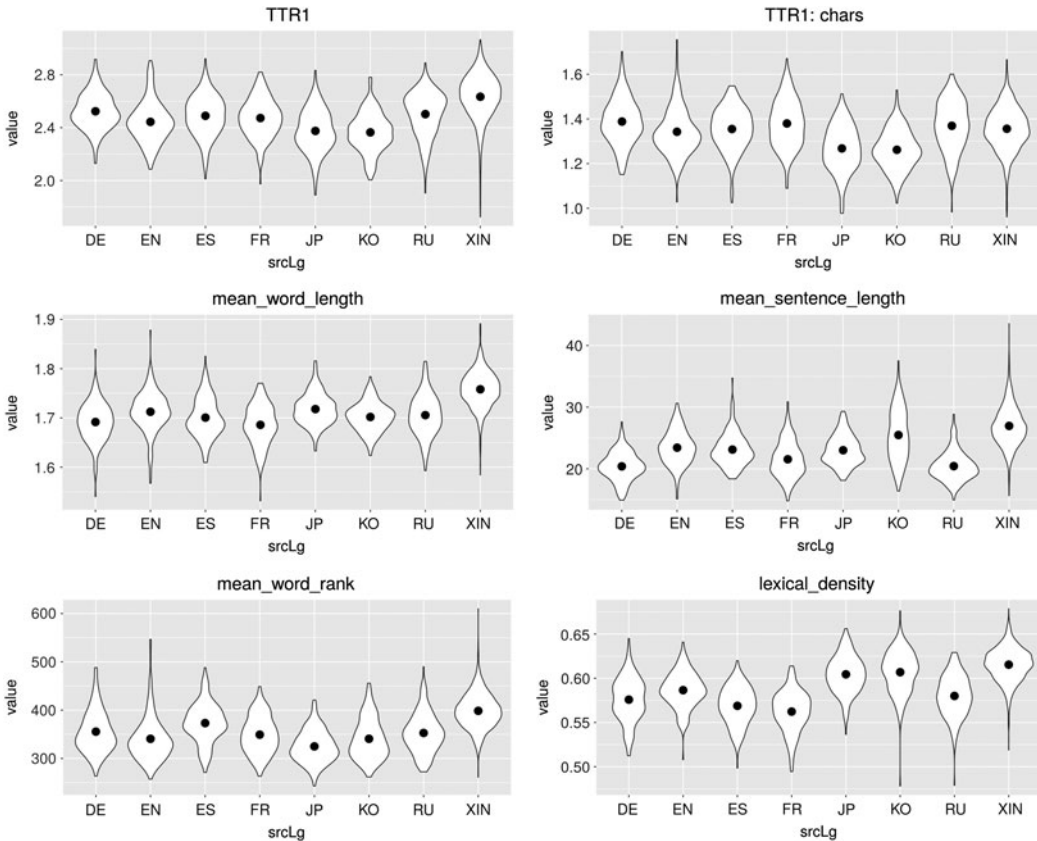 TTR1
2.8
2.4
2.0
value
DE EN ES FR JP KO RU XIN
srcLg
TTR1: chars
1.6
1.4
1.2
1.0
value
DE EN ES FR JP KO RU XIN
srcLg
mean_word_length
1.9
1.8
1.7
1.6
value
DE EN ES FR JP KO RU XIN
srcLg
mean_sentence_length
40
30
20
value
DE EN ES FR JP KO RU XIN
srcLg
mean_word_rank
600
500
400
300
value
DE EN ES FR JP KO RU XIN
srcLg
lexical_density
0.65
0.60
0.55
0.50
value
DE EN ES FR JP KO RU XIN
srcLg